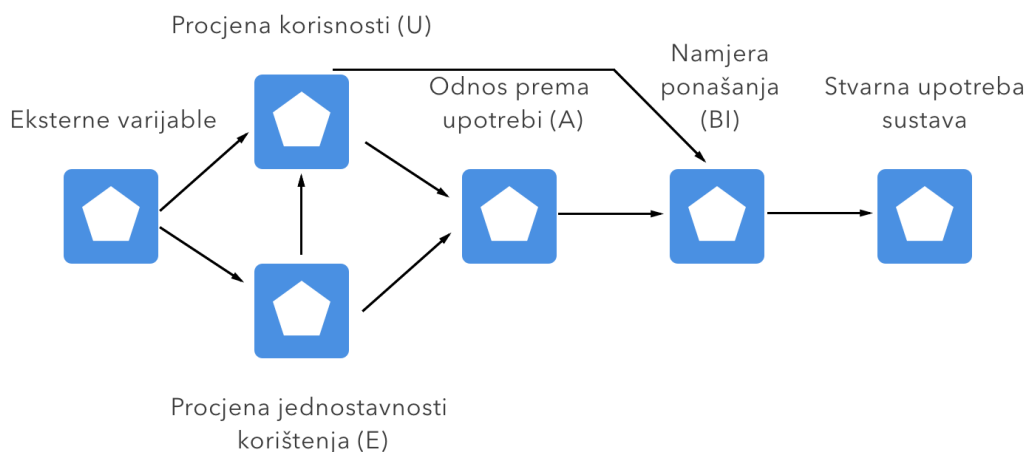 Procjena korisnosti (U)
Eksterne varijable
Odnos prema
upotrebi (A)
Namjera
ponašanja
(BI)
Stvarna upotreba
sustava
Procjena jednostavnosti
korištenja (E)